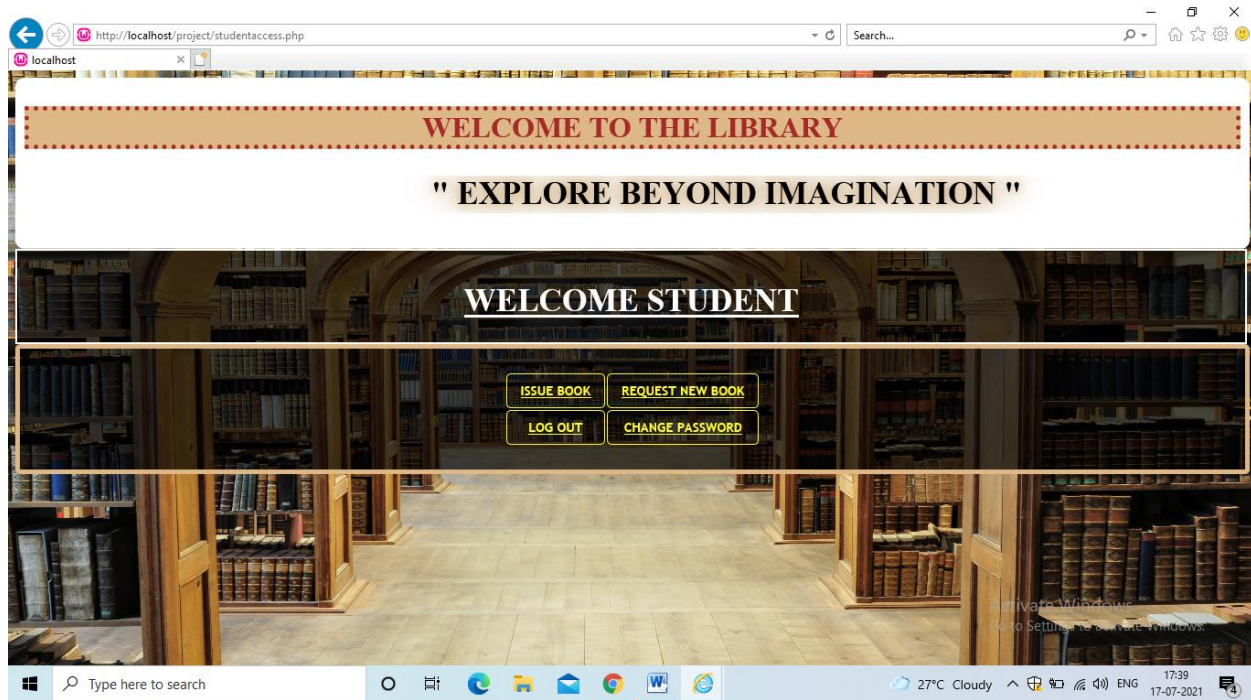 http://localhost/project/studentaccess.php
Search...
localhost
WELCOME TO THE LIBRARY
" EXPLORE BEYOND IMAGINATION "
WELCOME STUDENT
ISSUE BOOK REQUEST NEW BOOK
LOG OUT CHANGE PASSWORD
Activate Windows
Go to Settings to activate Windows.
Type here to search
27°C Cloudy
ENG
17:39
17-07-2021
4